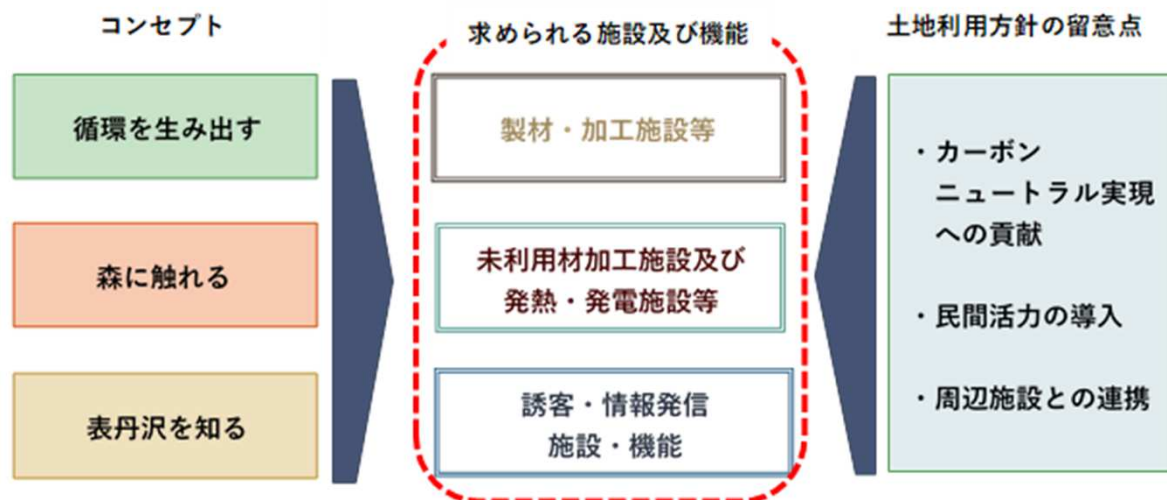 コンセプト
循環を生み出す
森に触れる
表丹沢を知る
求められる施設及び機能
製材・加工施設等
未利用材加工施設及び
発熱・発電施設等
誘客・情報発信
施設・機能
土地利用方針の留意点
・カーボン
ニュートラル実現
への貢献
・民間活力の導入
・周辺施設との連携